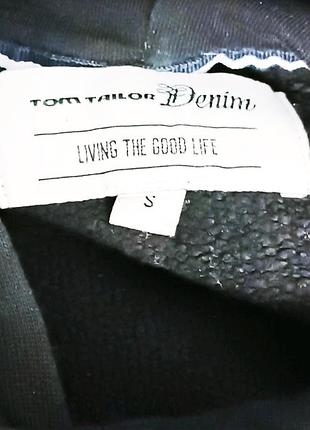 TOM TAILOR Denim
LIVING THE GOOD LIFE
S